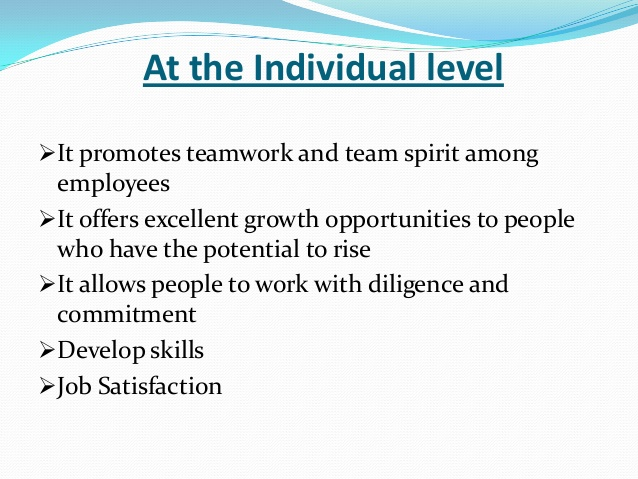 At the Individual level
➢It promotes teamwork and team spirit among
employees
➢It offers excellent growth opportunities to people
who have the potential to rise
➢It allows people to work with diligence and
commitment
➢Develop skills
➢Job Satisfaction